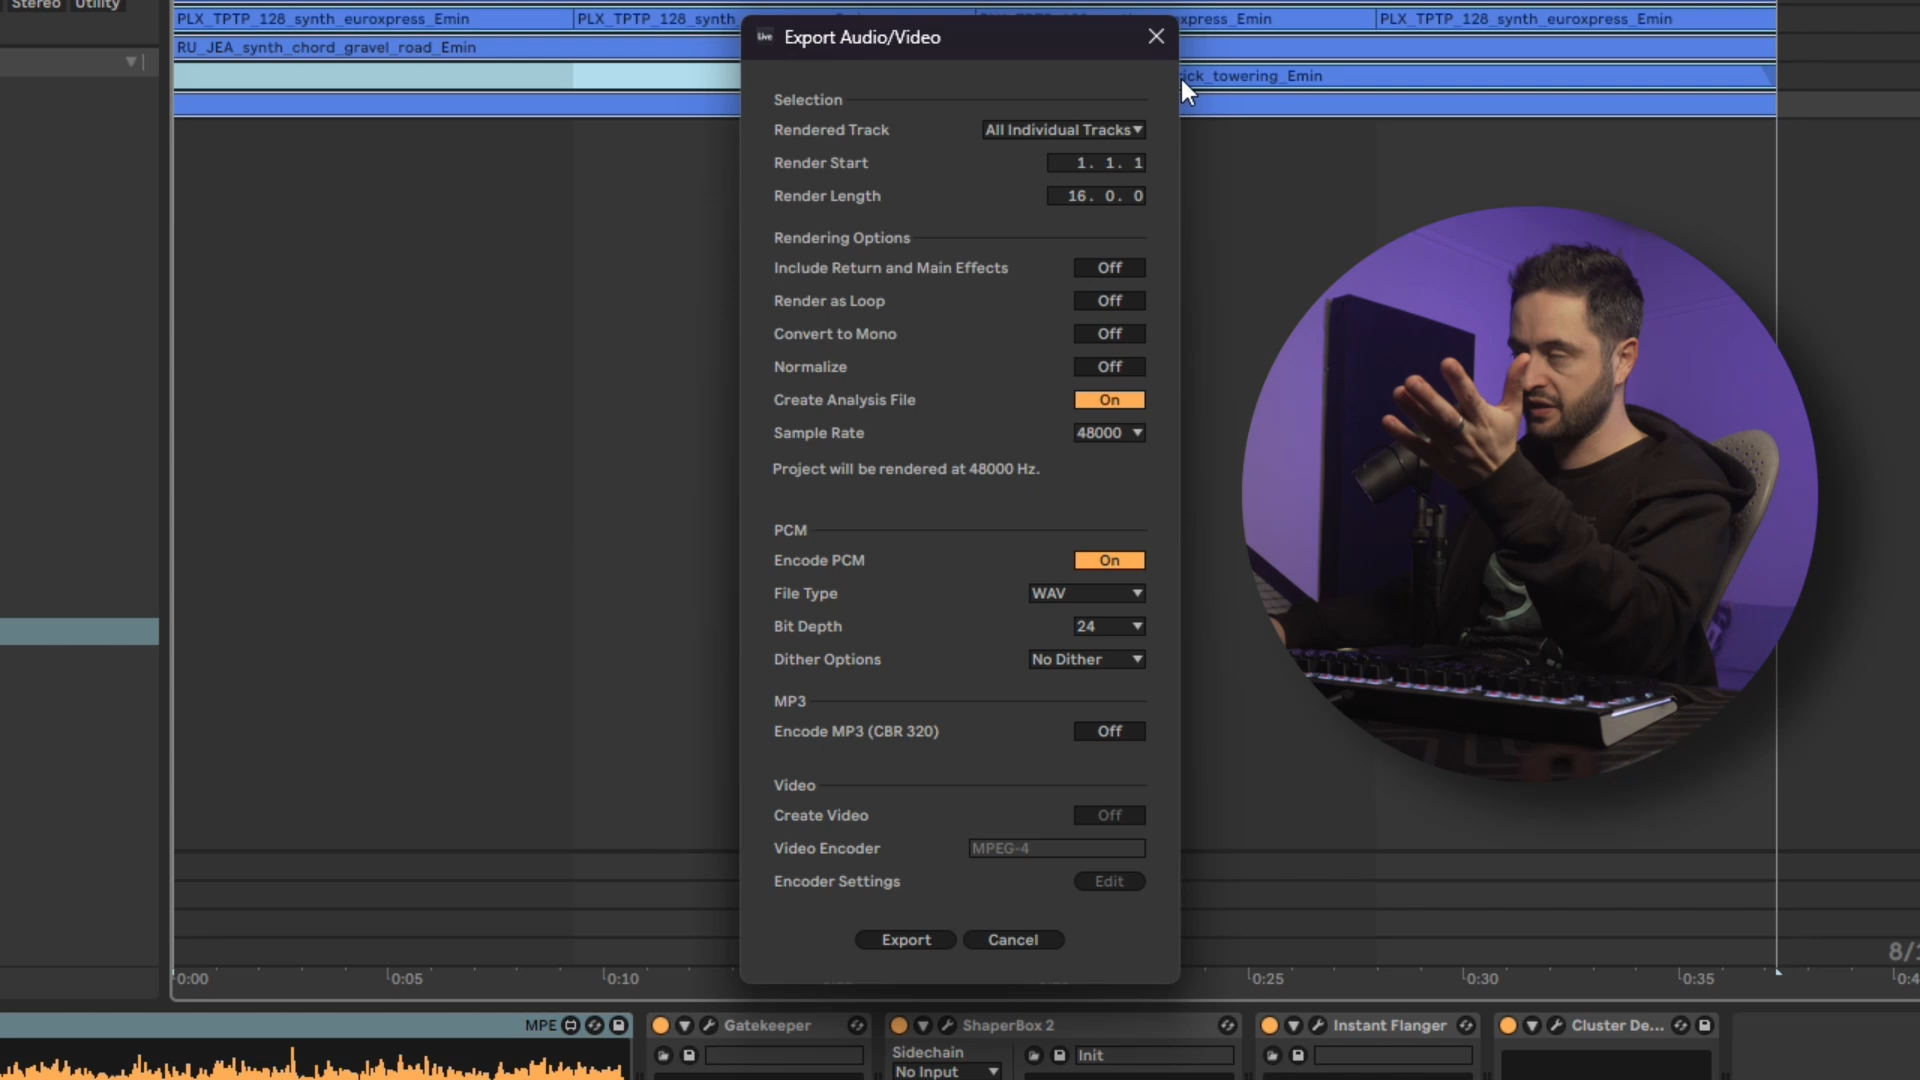 Stereo Utility
PLX_TPTP_128_synth_euroxpress_Emin
PLX_TPTP_128_synth
xpress_Emin
PLX_TPTP_128_synth_euroxpress_Emin
RU_JEA_synth_chord_gravel_road_Emin
ick_towering_Emin
Live Export Audio/Video
Selection
Rendered Track All Individual Tracks
Render Start 1. 1. 1
Render Length 16. 0. 0
Rendering Options
Include Return and Main Effects Off
Render as Loop Off
Convert to Mono Off
Normalize Off
Create Analysis File On
Sample Rate 48000
Project will be rendered at 48000 Hz.
PCM
Encode PCM On
File Type WAV
Bit Depth 24
Dither Options No Dither
MP3
Encode MP3 (CBR 320) Off
Video
Create Video Off
Video Encoder MPEG-4
Encoder Settings Edit
Export Cancel
8/1
0:00 0:05 0:10 0:25 0:30 0:35 0:4
MPE Gatekeeper ShaperBox 2 Instant Flanger Cluster De...
Sidechain
Init
No Input